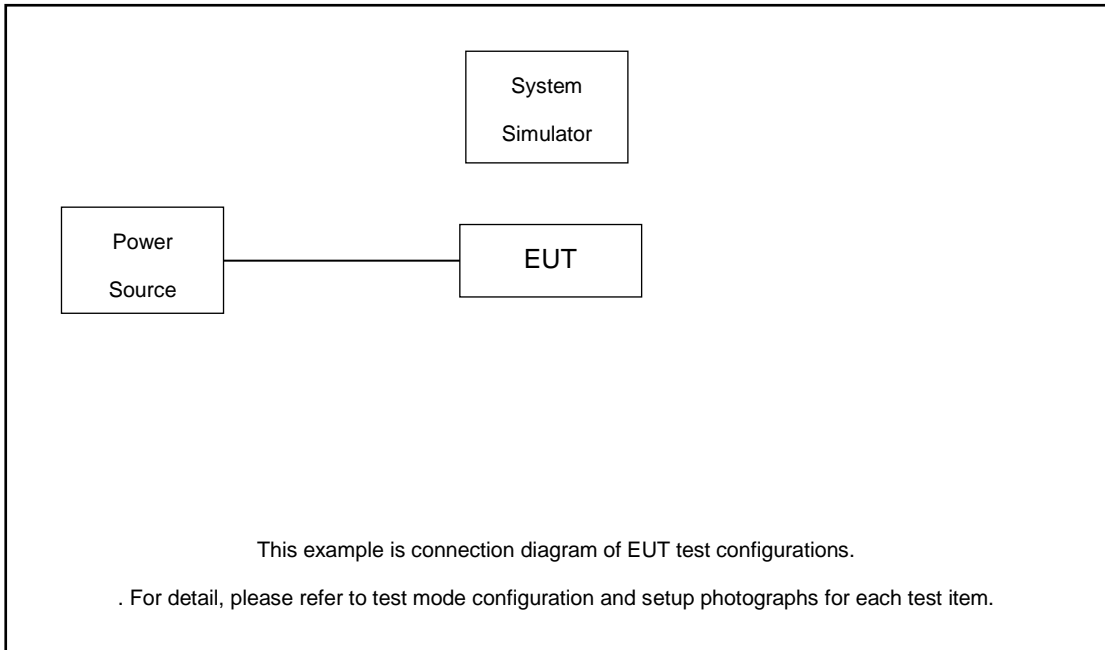 System
Simulator
Power
Source
EUT
This example is connection diagram of EUT test configurations.
. For detail, please refer to test mode configuration and setup photographs for each test item.